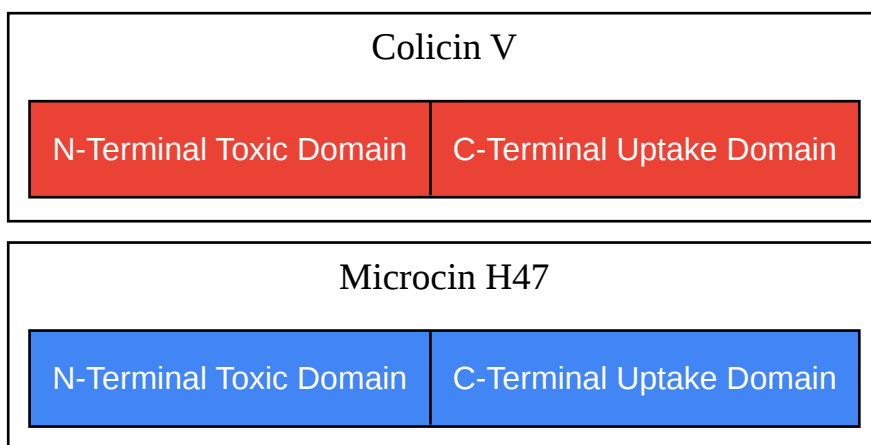 Colicin V
N-Terminal Toxic Domain
C-Terminal Uptake Domain
Microcin H47
N-Terminal Toxic Domain
C-Terminal Uptake Domain